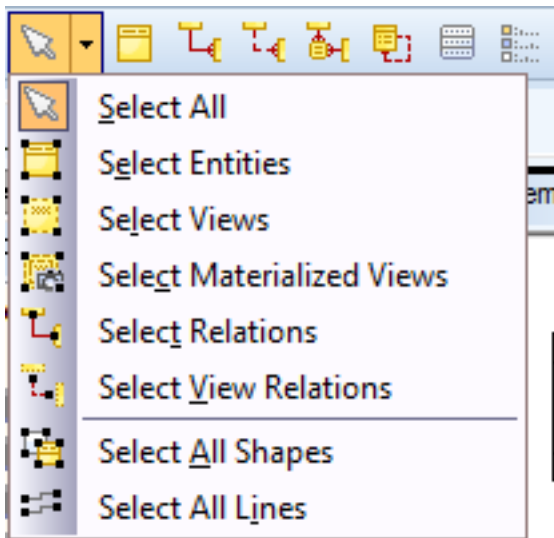 Select All
Select Entities
Select Views
em
Select Materialized Views
Select Relations
Select View Relations
Select All Shapes
Select All Lines